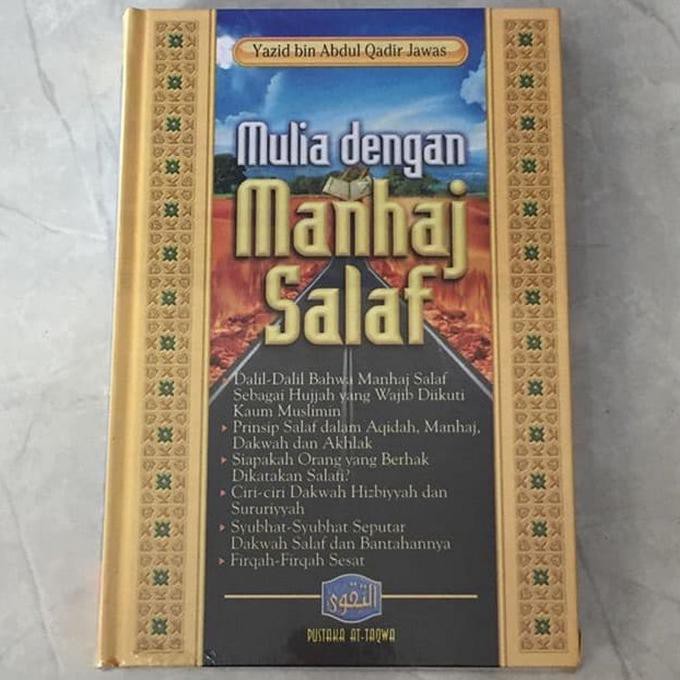 Yazid bin Abdul Qadir Jawas
Mulia dengan
Manhaj
Salaf
Dalil-Dalil Bahwa Manhaj Salaf
Sebagai Hujjah yang Wajib Diikuti
Kaum Muslimin
Prinsip Salaf dalam Aqidah, Manhaj,
Dakwah dan Akhlak
Siapakah Orang yang Berhak
Dikatakan Salafi?
Ciri-ciri Dakwah Hizbiyyah dan
Sururiyyah
Syubhat-Syubhat Seputar
Dakwah Salaf dan Bantahannya
Firqah-Firqah Sesat
التقوى
PUSTAKA AT-TAQWA